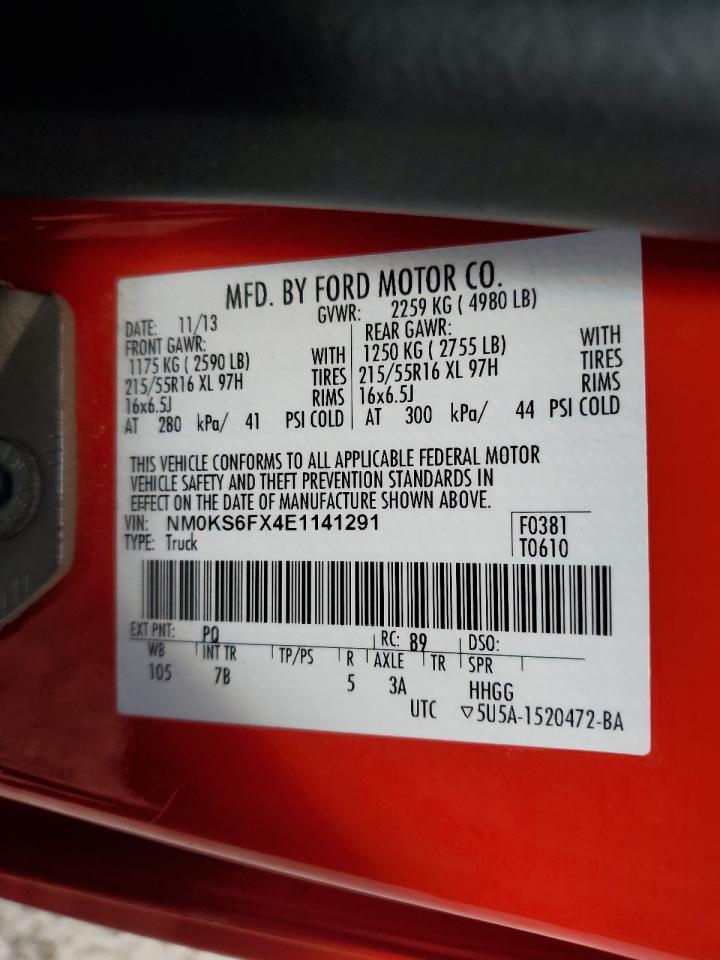 MFD. BY FORD MOTOR CO.
DATE: 11/13 GVWR: 2259 KG ( 4980 LB)
FRONT GAWR: REAR GAWR:
1175 KG ( 2590 LB) WITH 1250 KG ( 2755 LB) WITH
215/55R16 XL 97H TIRES 215/55R16 XL 97H TIRES
16x6.5J RIMS 16x6.5J RIMS
AT 280 kPa/ 41 PSI COLD AT 300 kPa/ 44 PSI COLD
THIS VEHICLE CONFORMS TO ALL APPLICABLE FEDERAL MOTOR
VEHICLE SAFETY AND THEFT PREVENTION STANDARDS IN
EFFECT ON THE DATE OF MANUFACTURE SHOWN ABOVE.
VIN: NM0KS6FX4E1141291 F0381
TYPE: Truck T0610
EXT PNT: PQ RC: 89 DSO:
WB INT TR TP/PS R AXLE TR SPR
105 7B 5 3A HHGG
UTC ▽5U5A-1520472-BA